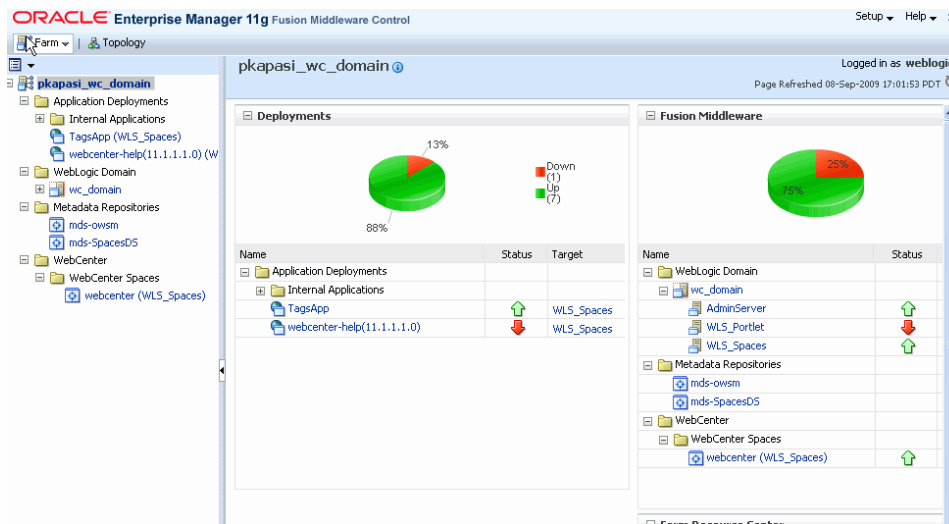 ORACLE Enterprise Manager 11g Fusion Middleware Control
Setup Help
Farm | Topology
pkapasi_wc_domain
Application Deployments
Internal Applications
TagsApp (WLS_Spaces)
webcenter-help(11.1.1.1.0) (W
WebLogic Domain
wc_domain
Metadata Repositories
mds-owsm
mds-SpacesDS
WebCenter
WebCenter Spaces
webcenter (WLS_Spaces)
pkapasi_wc_domain
Logged in as weblogi
Page Refreshed 08-Sep-2009 17:01:53 PDT
Deployments
13%
88%
Down
(1)
Up
(7)
Name Status Target
Application Deployments
Internal Applications
TagsApp WLS_Spaces
webcenter-help(11.1.1.1.0) WLS_Spaces
Fusion Middleware
25%
75%
Name Status
WebLogic Domain
wc_domain
AdminServer
WLS_Portlet
WLS_Spaces
Metadata Repositories
mds-owsm
mds-SpacesDS
WebCenter
WebCenter Spaces
webcenter (WLS_Spaces)
Farm Resource Center